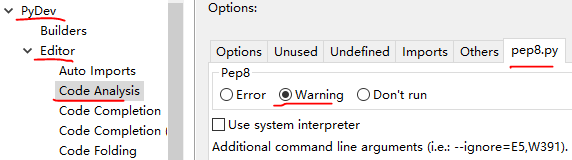 PyDev
Builders
Editor
Auto Imports
Code Analysis
Code Completion
Code Completion (
Code Folding
Options:
Options Unused Undefined Imports Others pep8.py
Pep8
Error Warning Don't run
Use system interpreter
Additional command line arguments (i.e.: --ignore=E5,W391).